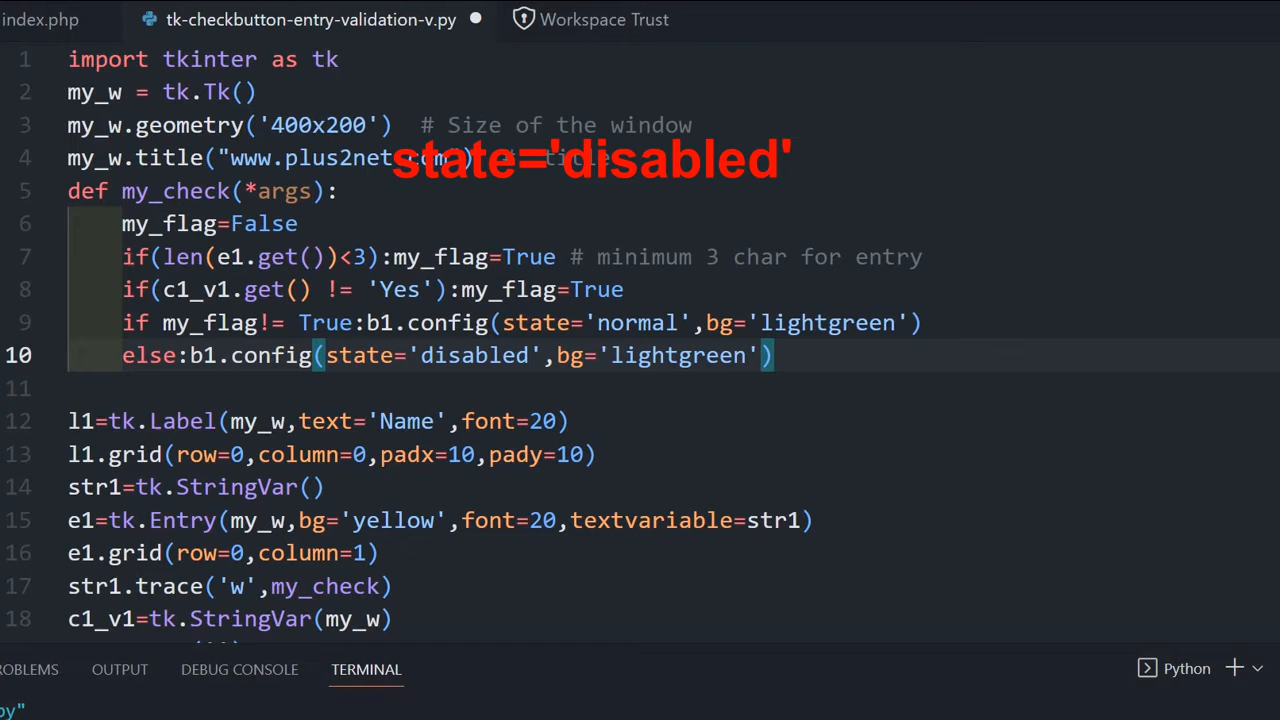 index.php tk-checkbutton-entry-validation-v.py Workspace Trust
1 import tkinter as tk
2 my_w = tk.Tk()
3 my_w.geometry('400x200') # Size of the window
4 my_w.title("www.plus2net.com") # title
state='disabled'
5 def my_check(*args):
6 my_flag=False
7 if(len(e1.get())<3):my_flag=True # minimum 3 char for entry
8 if(c1_v1.get() != 'Yes'):my_flag=True
9 if my_flag!= True:b1.config(state='normal',bg='lightgreen')
10 else:b1.config(state='disabled',bg='lightgreen')
11
12 l1=tk.Label(my_w,text='Name',font=20)
13 l1.grid(row=0,column=0,padx=10,pady=10)
14 str1=tk.StringVar()
15 e1=tk.Entry(my_w,bg='yellow',font=20,textvariable=str1)
16 e1.grid(row=0,column=1)
17 str1.trace('w',my_check)
18 c1_v1=tk.StringVar(my_w)
ROBLEMS OUTPUT DEBUG CONSOLE TERMINAL Python
py"